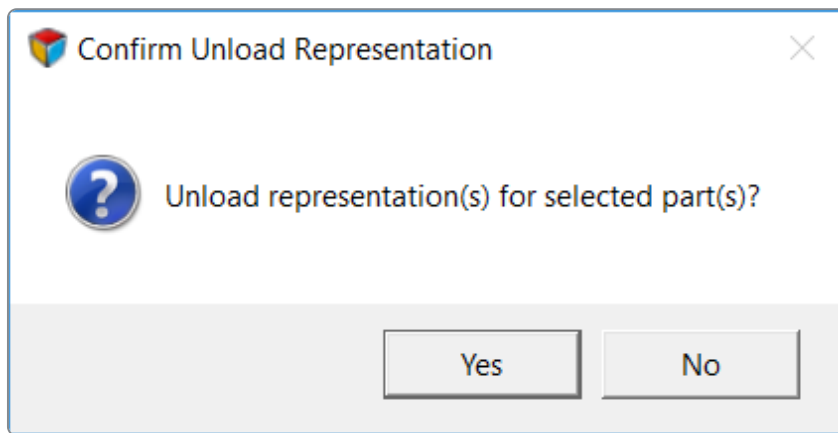 Confirm Unload Representation
Unload representation(s) for selected part(s)?
Yes
No